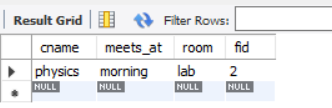 Result Grid Filter Rows:
cname meets_at room fid
physics morning lab 2
NULL NULL NULL NULL